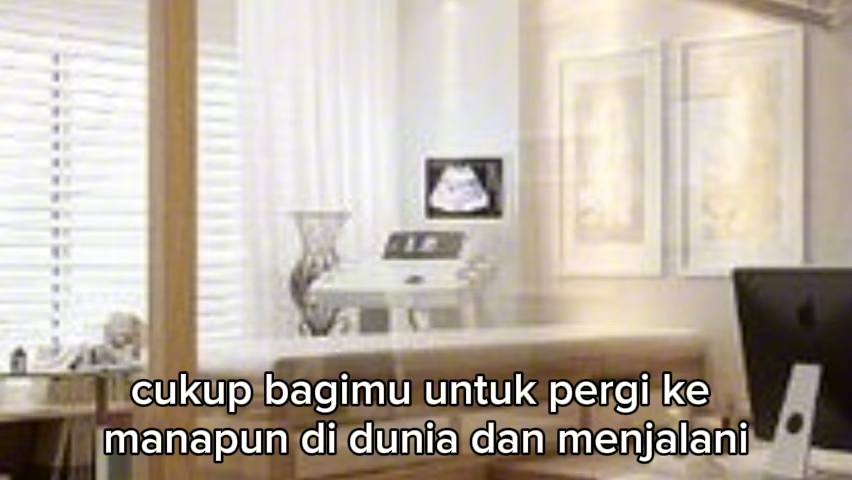 cukup bagimu untuk pergi ke
manapun di dunia dan menjalani